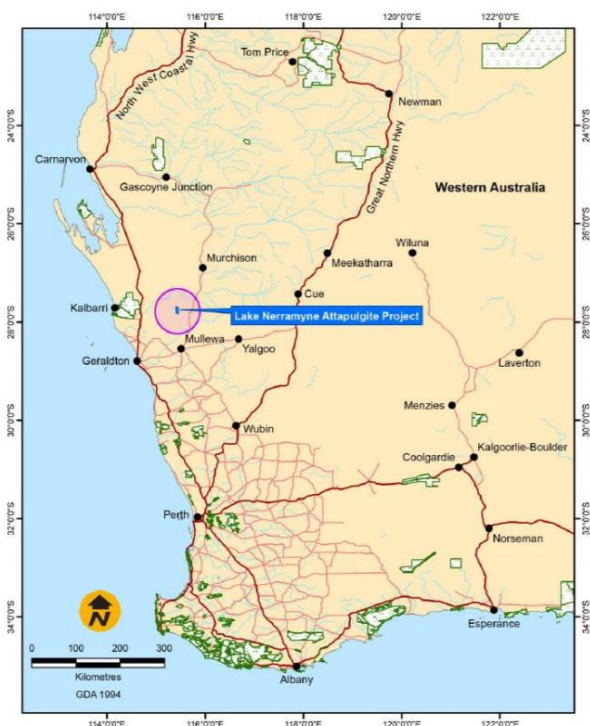 114°0'0"E 116°0'0"E 118°0'0"E 120°0'0"E 122°0'0"E
Tom Price
North West Coastal Hwy
Newman
24°0'0"S
24°0'0"S
Carnarvon
Gascoyne Junction
Great Northern Hwy
Western Australia
26°0'0"S
26°0'0"S
Murchison
Wiluna
Meekatharra
Cue
Kalbarri
Lake Nerramyne Attapulgite Project
28°0'0"S
28°0'0"S
Mullewa
Yalgoo
Geraldton
Laverton
Menzies
30°0'0"S
30°0'0"S
Wubin
Kalgoorlie-Boulder
Coolgardie
Perth
32°0'0"S
32°0'0"S
Norseman
N
34°0'0"S
34°0'0"S
Esperance
0 100 200 300
Kilometres
GDA 1994
Albany
114°0'0"E 116°0'0"E 118°0'0"E 120°0'0"E 122°0'0"E